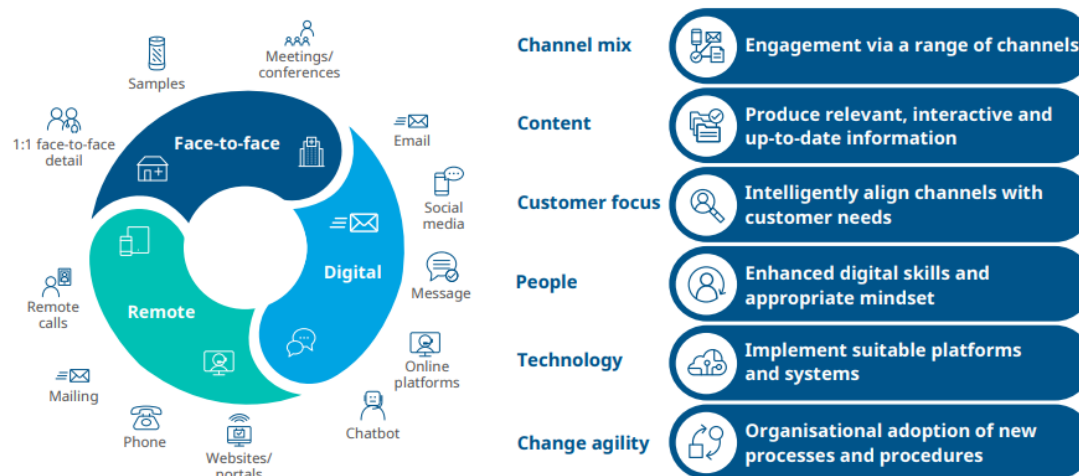 Samples
Meetings/
conferences
1:1 face-to-face
detail
Face-to-face
Email
Social
media
Digital
Message
Remote
Remote
calls
Online
platforms
Mailing
Chatbot
Phone
Websites/
portals
Channel mix
Engagement via a range of channels
Content
Produce relevant, interactive and
up-to-date information
Customer focus
Intelligently align channels with
customer needs
People
Enhanced digital skills and
appropriate mindset
Technology
Implement suitable platforms
and systems
Change agility
Organisational adoption of new
processes and procedures